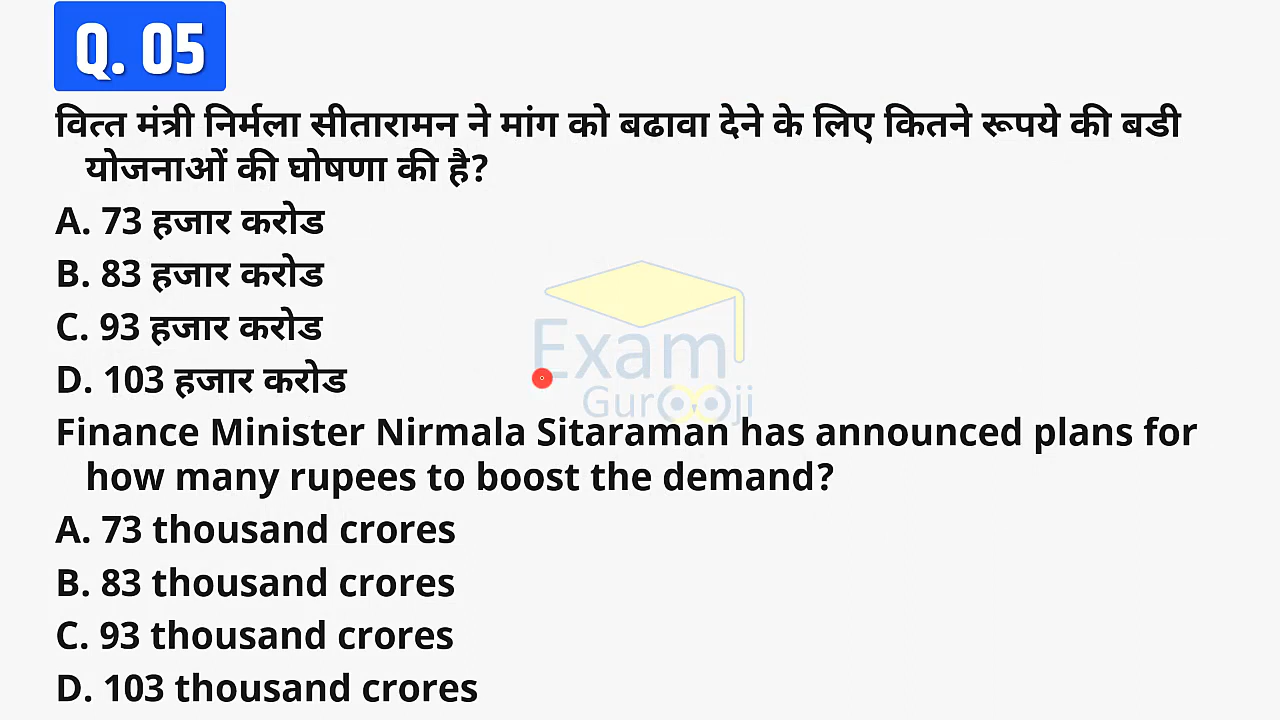 Q. 05
वित्त मंत्री निर्मला सीतारामन ने मांग को बढावा देने के लिए कितने रूपये की बडी
योजनाओं की घोषणा की है?
A. 73 हजार करोड
B. 83 हजार करोड
C. 93 हजार करोड
D. 103 हजार करोड
Exam
Gurooji
Finance Minister Nirmala Sitaraman has announced plans for
how many rupees to boost the demand?
A. 73 thousand crores
B. 83 thousand crores
C. 93 thousand crores
D. 103 thousand crores